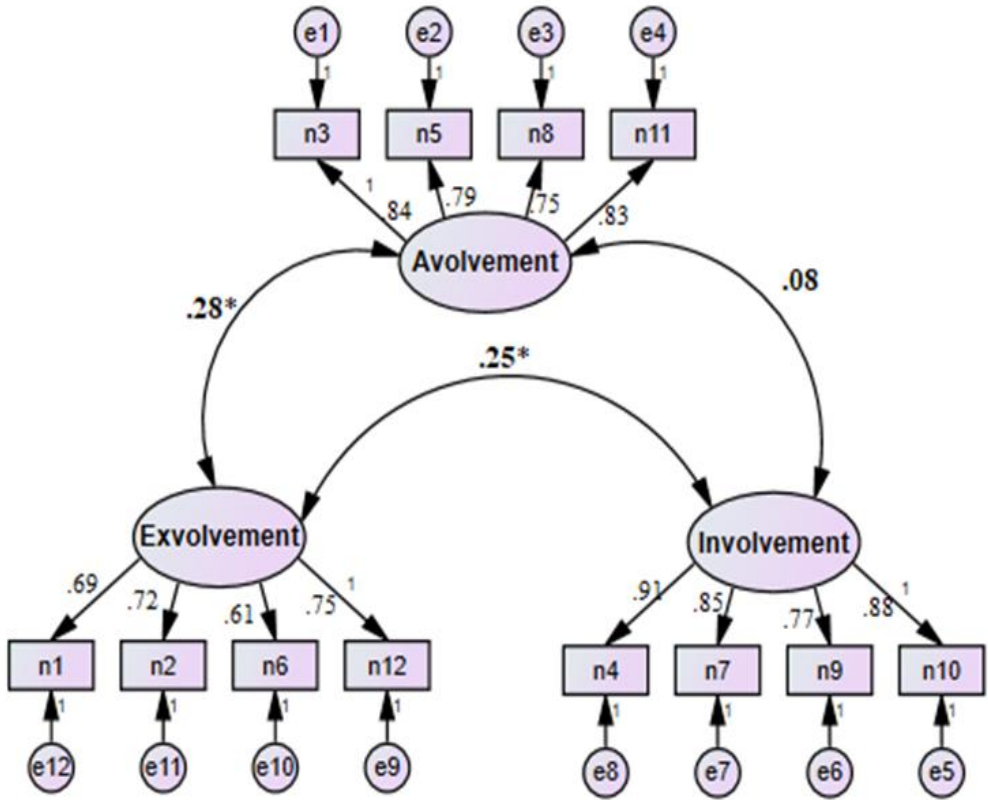 e1 e2 e3 e4
1 1 1 1
n3 n5 n8 n11
1
.84 .79 .75 .83
Avolvement
.28* .08
.25*
Exvolvement Involvement
1 1
.69 .72 .61 .75 .91 .85 .77 .88
n1 n2 n6 n12 n4 n7 n9 n10
1 1 1 1 1 1 1 1
e12 e11 e10 e9 e8 e7 e6 e5